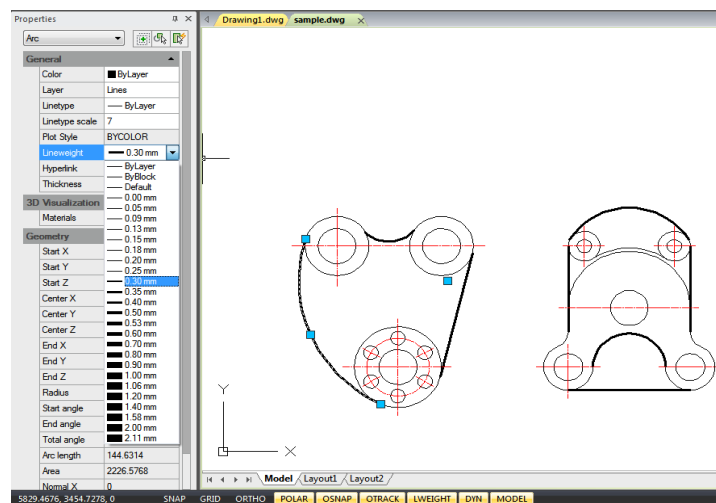 Properties
Drawing1.dwg sample.dwg
Arc
General
Color ByLayer
Layer Lines
Linetype ByLayer
Linetype scale 7
Plot Style BYCOLOR
Lineweight 0.30 mm
Hyperlink
Thickness
3D Visualization
Materials
Geometry
Start X
Start Y
Start Z
Center X
Center Y
Center Z
End X
End Y
End Z
Radius
Start angle
End angle
Total angle
ByLayer
ByBlock
Default
0.00 mm
0.05 mm
0.09 mm
0.13 mm
0.15 mm
0.18 mm
0.20 mm
0.25 mm
0.30 mm
0.35 mm
0.40 mm
0.50 mm
0.53 mm
0.60 mm
0.70 mm
0.80 mm
0.90 mm
1.00 mm
1.06 mm
1.20 mm
1.40 mm
1.58 mm
2.00 mm
2.11 mm
Arc length 144.6314
Area 2226.5768
Normal X 0
Y
X
Model Layout1 Layout2
5829.4676, 3454.7278, 0 SNAP GRID ORTHO POLAR OSNAP OTRACK LWEIGHT DYN MODEL